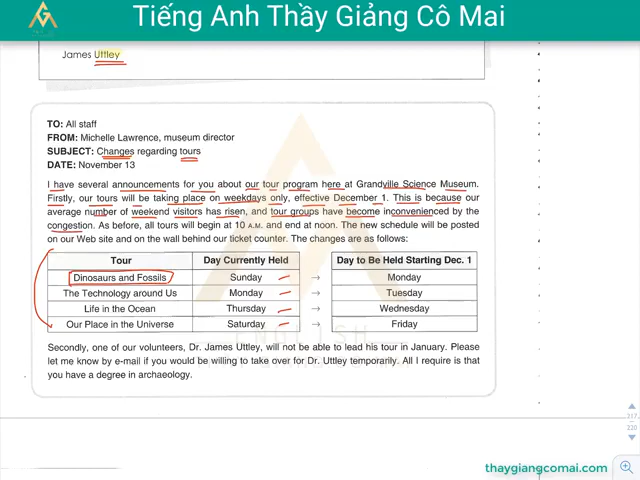 Tiếng Anh Thầy Giảng Cô Mai
James Uttley
TO: All staff
FROM: Michelle Lawrence, museum director
SUBJECT: Changes regarding tours
DATE: November 13
I have several announcements for you about our tour program here at Grandville Science Museum.
Firstly, our tours will be taking place on weekdays only, effective December 1. This is because our
average number of weekend visitors has risen, and tour groups have become inconvenienced by the
congestion. As before, all tours will begin at 10 A.M. and end at noon. The new schedule will be posted
on our Web site and on the wall behind our ticket counter. The changes are as follows:
Tour Day Currently Held Day to Be Held Starting Dec. 1
Dinosaurs and Fossils Sunday → Monday
The Technology around Us Monday → Tuesday
Life in the Ocean Thursday → Wednesday
Our Place in the Universe Saturday → Friday
ENGLISH
Secondly, one of our volunteers, Dr. James Uttley, will not be able to lead his tour in January. Please
let me know by e-mail if you would be willing to take over for Dr. Uttley temporarily. All I require is that
you have a degree in archaeology.
217
220
thaygiangcomai.com